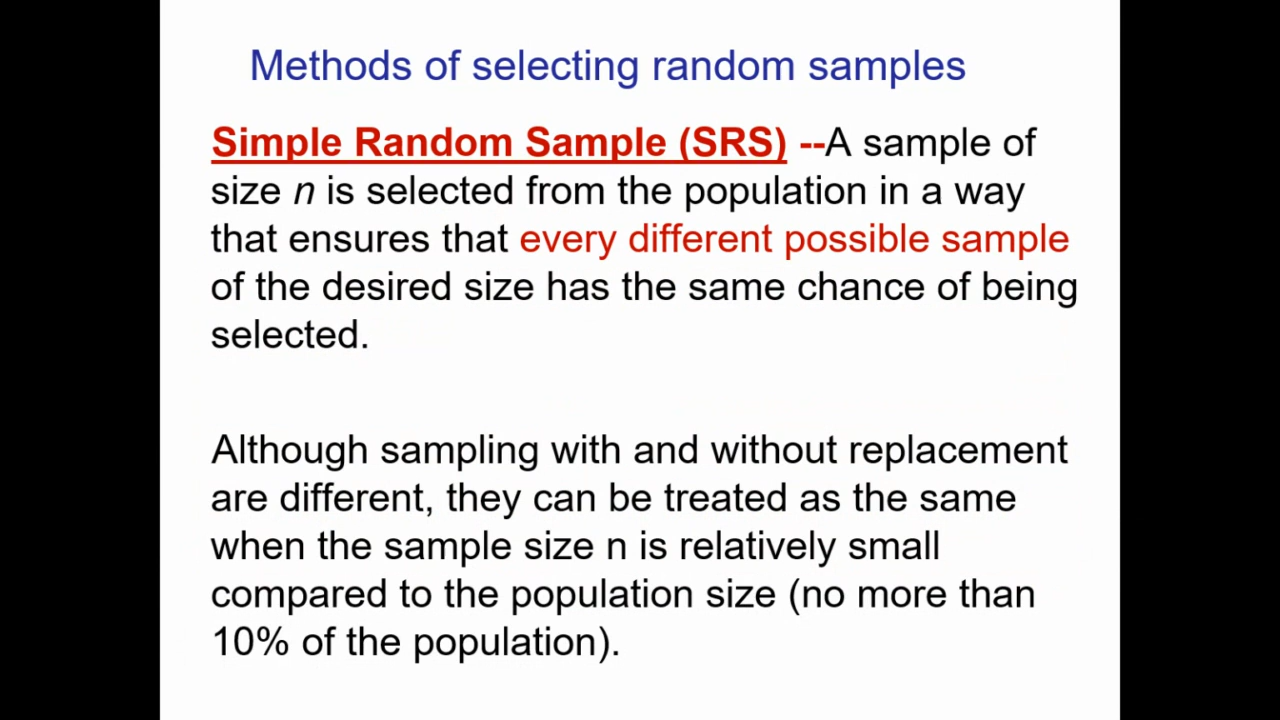 Methods of selecting random samples
Simple Random Sample (SRS) --A sample of
size n is selected from the population in a way
that ensures that every different possible sample
of the desired size has the same chance of being
selected.
Although sampling with and without replacement
are different, they can be treated as the same
when the sample size n is relatively small
compared to the population size (no more than
10% of the population).